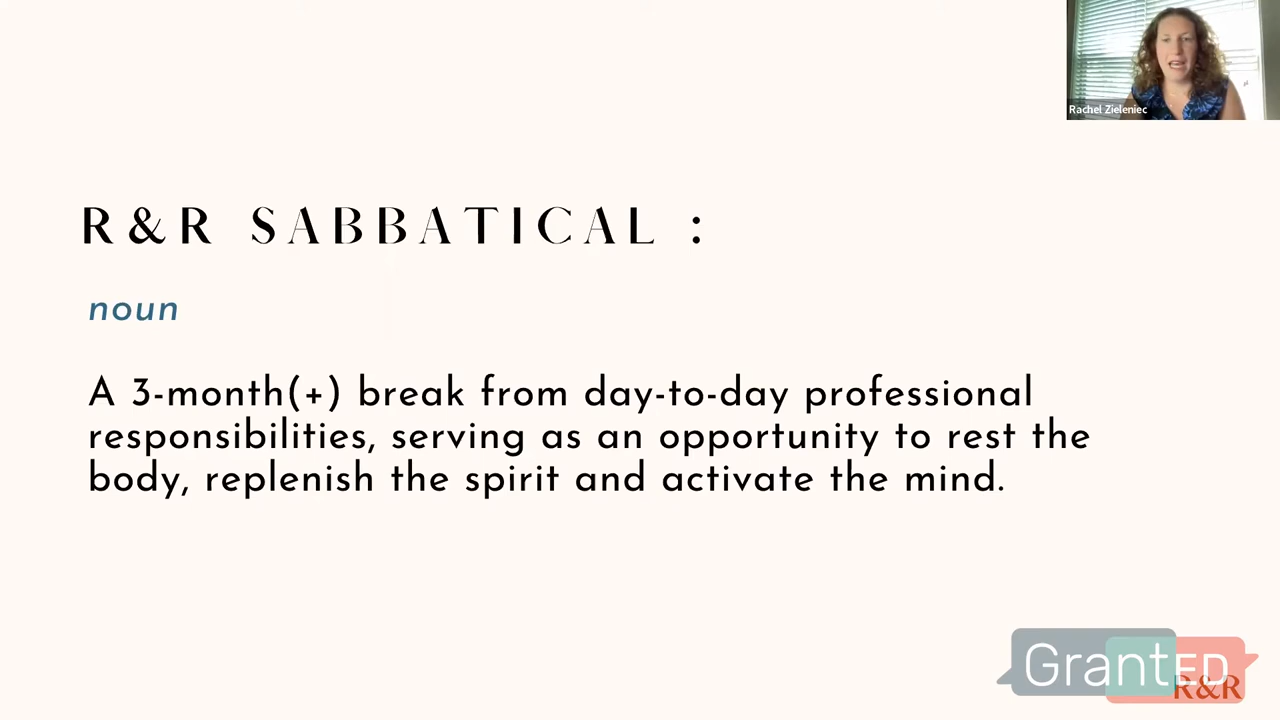 Rachel Zieleniec
R&R SABBATICAL :
noun
A 3-month(+) break from day-to-day professional
responsibilities, serving as an opportunity to rest the
body, replenish the spirit and activate the mind.
GrantED
R&R